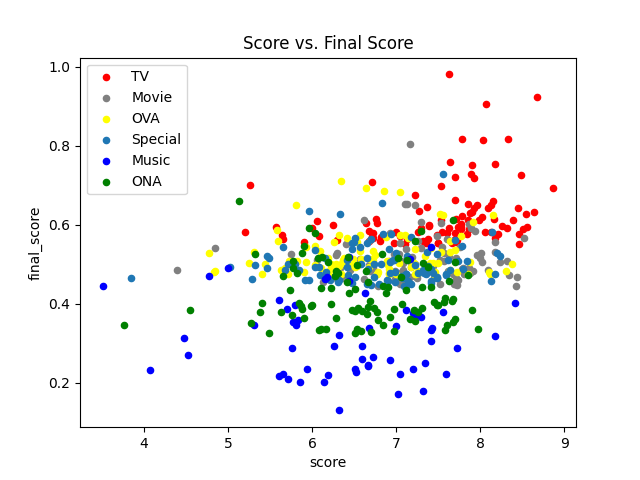 Score vs. Final Score
1.0
0.8
0.6
0.4
0.2
final_score
TV
Movie
OVA
Special
Music
ONA
4
5
6
7
8
9
score